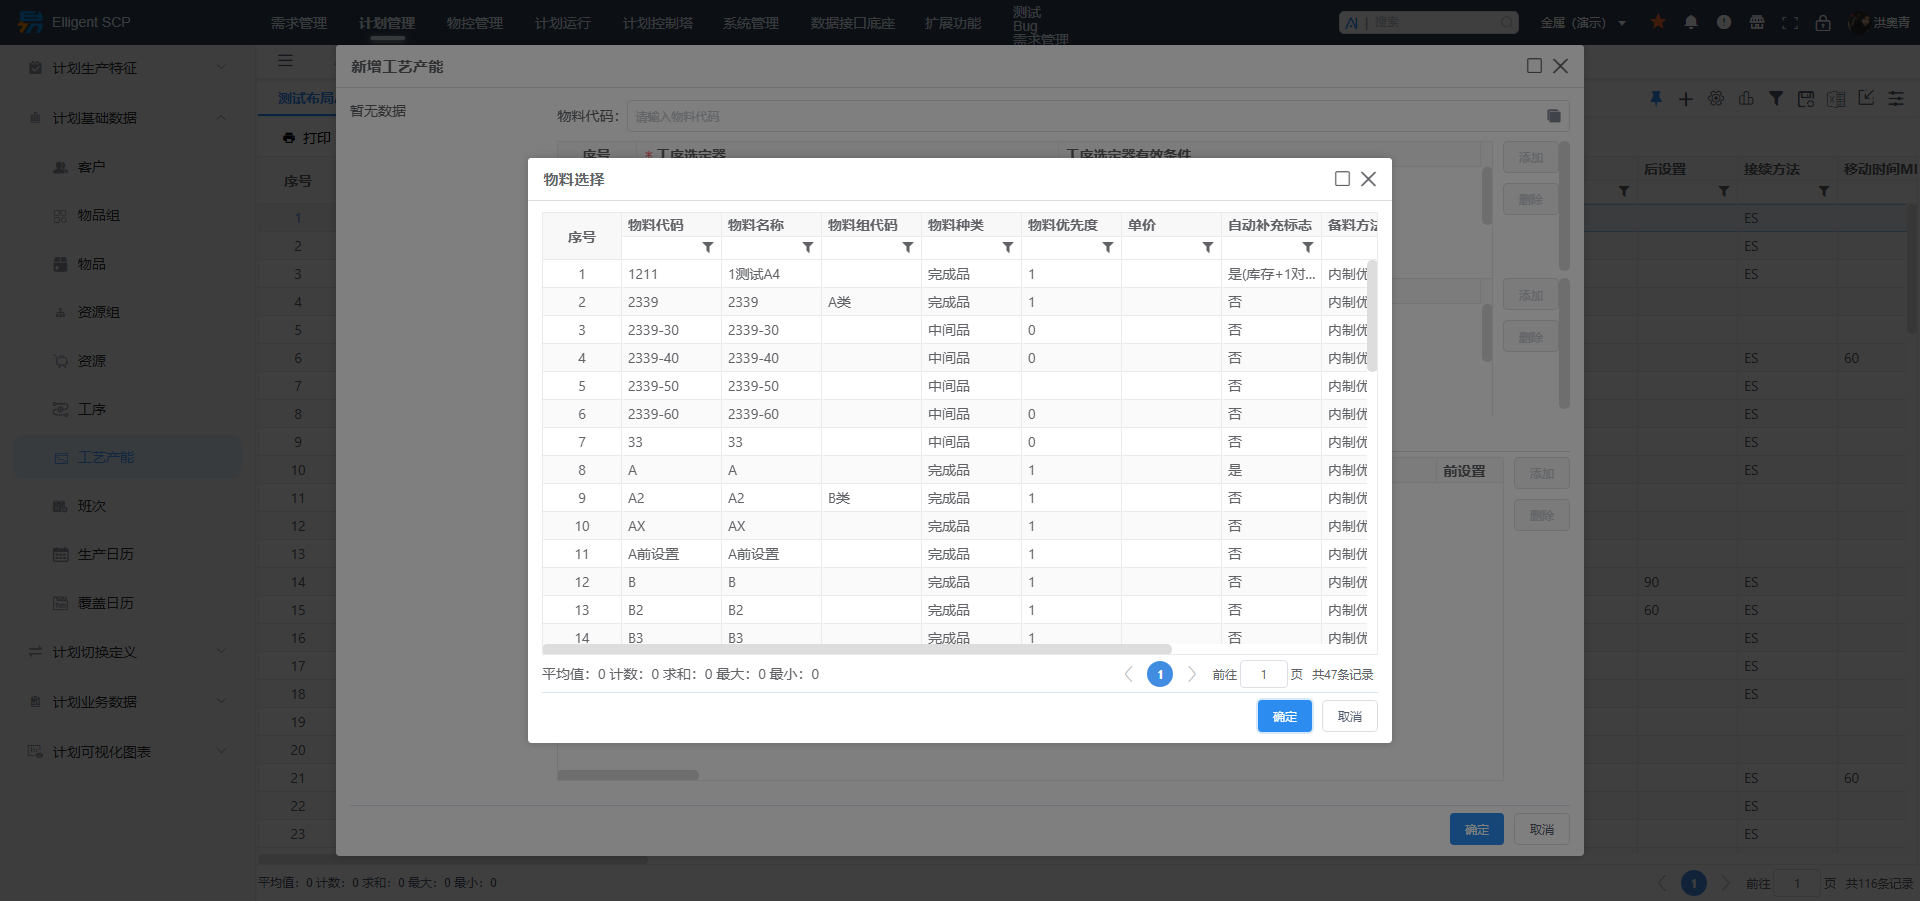 Elligent SCP 需求管理 计划管理 物控管理 计划运行 计划控制塔 系统管理 数据接口底座 扩展功能 测试 Bug 需求管理 AI | 搜索 金属（演示） 洪奥青
计划生产特征
计划基础数据
客户
物品组
物品
资源组
资源
工序
工艺产能
班次
生产日历
覆盖日历
计划切换定义
计划业务数据
计划可视化图表
测试布局
打印
序号 后设置 接续方法 移动时间MI
1 ES
2 ES
3 ES
4
5
6 ES 60
7 ES
8 ES
9 ES
10 ES
11
12
13
14 90 ES
15 60 ES
16 ES
17 ES
18 ES
19
20
21 ES 60
22 ES
23 ES
平均值：0 计数：0 求和：0 最大：0 最小：0
1 前往 1 页 共116条记录
新增工艺产能
暂无数据
物料代码： 请输入物料代码
序号 * 工序选定器 工序选定器有效条件
添加
删除
添加
删除
前设置
添加
删除
确定 取消
物料选择
序号 物料代码 物料名称 物料组代码 物料种类 物料优先度 单价 自动补充标志 备料方法
1 1211 1测试A4 完成品 1 是(库存+1对... 内制优
2 2339 2339 A类 完成品 1 否 内制优
3 2339-30 2339-30 中间品 0 否 内制优
4 2339-40 2339-40 中间品 0 否 内制优
5 2339-50 2339-50 中间品 否 内制优
6 2339-60 2339-60 中间品 0 否 内制优
7 33 33 中间品 0 否 内制优
8 A A 完成品 1 是 内制优
9 A2 A2 B类 完成品 1 否 内制优
10 AX AX 完成品 1 否 内制优
11 A前设置 A前设置 完成品 1 否 内制优
12 B B 完成品 1 否 内制优
13 B2 B2 完成品 1 否 内制优
14 B3 B3 完成品 1 否 内制优
平均值：0 计数：0 求和：0 最大：0 最小：0
1 前往 1 页 共47条记录
确定 取消